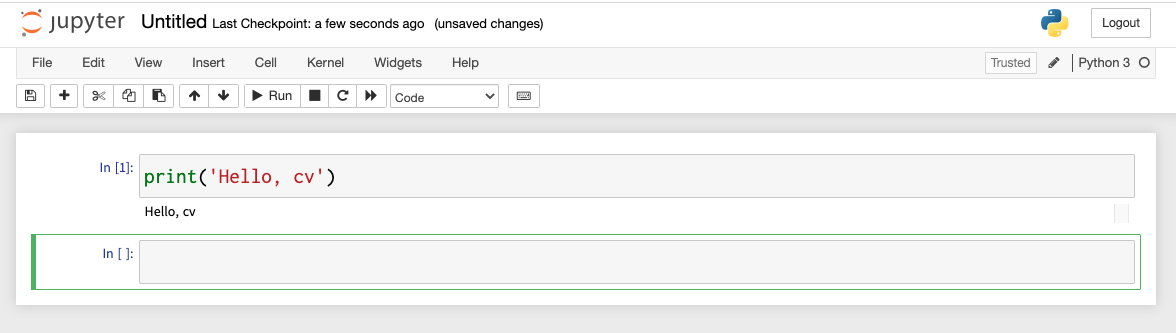 jupyter Untitled Last Checkpoint: a few seconds ago (unsaved changes) Logout
File Edit View Insert Cell Kernel Widgets Help Trusted Python 3
Run Code
In [1]: print('Hello, cv')
Hello, cv
In [ ]: